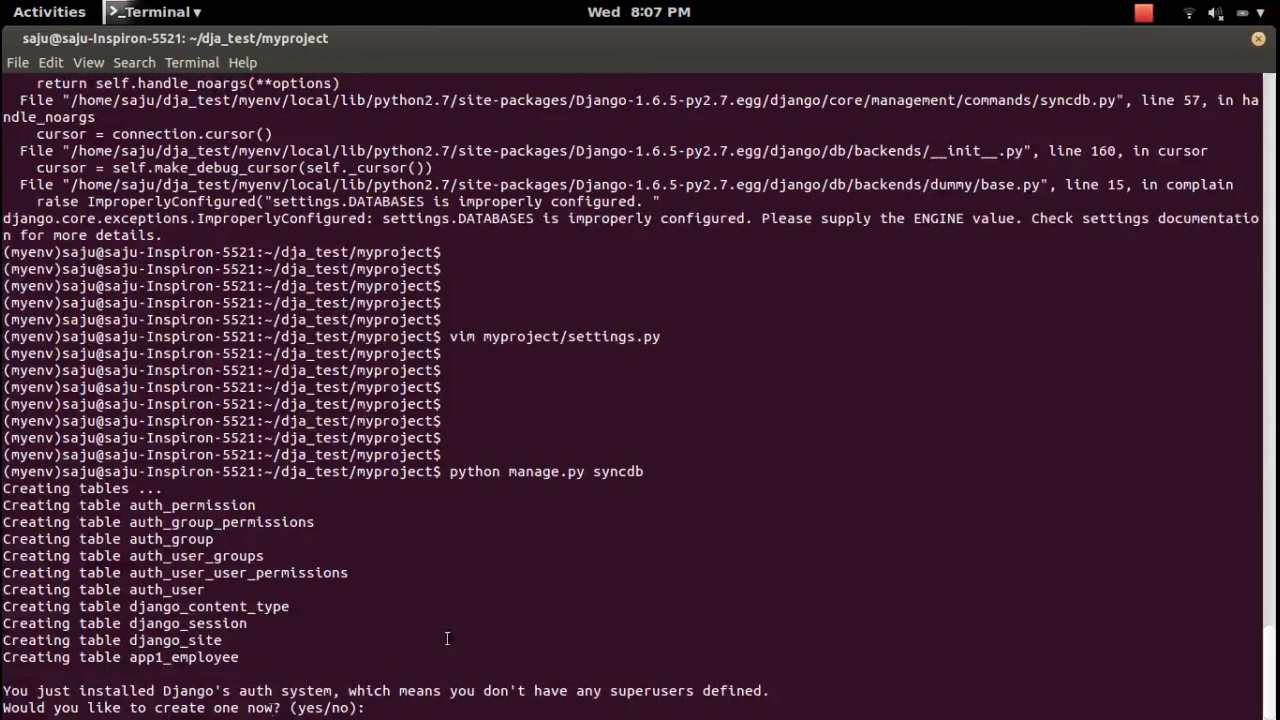 Activities
>_Terminal ▾
Wed 8:07 PM
saju@saju-Inspiron-5521: ~/dja_test/myproject
File Edit View Search Terminal Help
    return self.handle_noargs(**options)
  File "/home/saju/dja_test/myenv/local/lib/python2.7/site-packages/Django-1.6.5-py2.7.egg/django/core/management/commands/syncdb.py", line 57, in ha
ndle_noargs
    cursor = connection.cursor()
  File "/home/saju/dja_test/myenv/local/lib/python2.7/site-packages/Django-1.6.5-py2.7.egg/django/db/backends/__init__.py", line 160, in cursor
    cursor = self.make_debug_cursor(self._cursor())
  File "/home/saju/dja_test/myenv/local/lib/python2.7/site-packages/Django-1.6.5-py2.7.egg/django/db/backends/dummy/base.py", line 15, in complain
    raise ImproperlyConfigured("settings.DATABASES is improperly configured. "
django.core.exceptions.ImproperlyConfigured: settings.DATABASES is improperly configured. Please supply the ENGINE value. Check settings documentatio
n for more details.
(myenv)saju@saju-Inspiron-5521:~/dja_test/myproject$
(myenv)saju@saju-Inspiron-5521:~/dja_test/myproject$
(myenv)saju@saju-Inspiron-5521:~/dja_test/myproject$
(myenv)saju@saju-Inspiron-5521:~/dja_test/myproject$
(myenv)saju@saju-Inspiron-5521:~/dja_test/myproject$
(myenv)saju@saju-Inspiron-5521:~/dja_test/myproject$ vim myproject/settings.py
(myenv)saju@saju-Inspiron-5521:~/dja_test/myproject$
(myenv)saju@saju-Inspiron-5521:~/dja_test/myproject$
(myenv)saju@saju-Inspiron-5521:~/dja_test/myproject$
(myenv)saju@saju-Inspiron-5521:~/dja_test/myproject$
(myenv)saju@saju-Inspiron-5521:~/dja_test/myproject$
(myenv)saju@saju-Inspiron-5521:~/dja_test/myproject$
(myenv)saju@saju-Inspiron-5521:~/dja_test/myproject$
(myenv)saju@saju-Inspiron-5521:~/dja_test/myproject$ python manage.py syncdb
Creating tables ...
Creating table auth_permission
Creating table auth_group_permissions
Creating table auth_group
Creating table auth_user_groups
Creating table auth_user_user_permissions
Creating table auth_user
Creating table django_content_type
Creating table django_session
Creating table django_site
Creating table app1_employee
You just installed Django's auth system, which means you don't have any superusers defined.
Would you like to create one now? (yes/no):